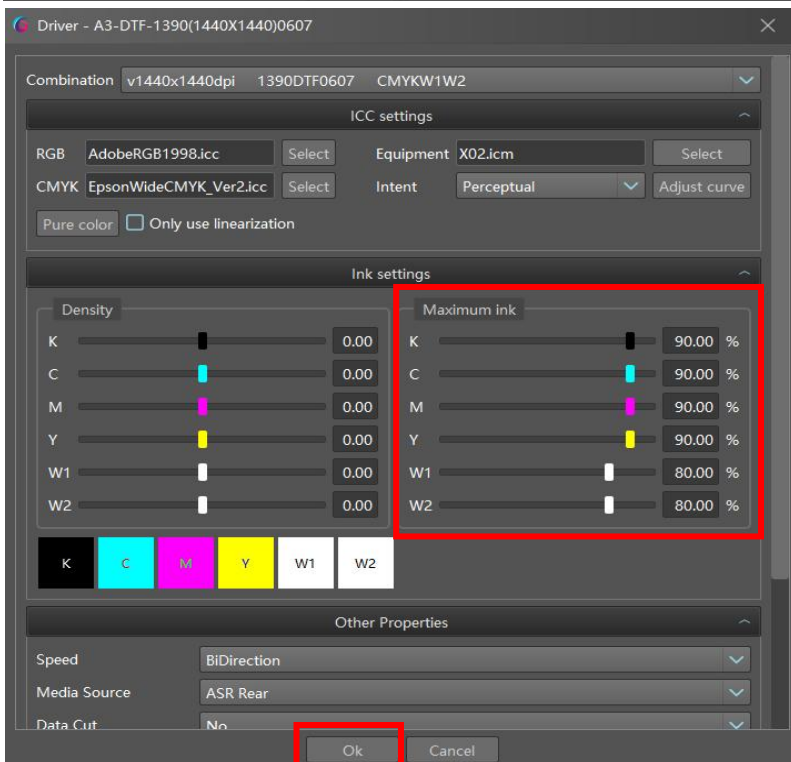 Driver - A3-DTF-1390(1440X1440)0607
Combination v1440x1440dpi 1390DTF0607 CMYKW1W2
ICC settings
RGB AdobeRGB1998.icc Select Equipment X02.icm Select
CMYK EpsonWideCMYK_Ver2.icc Select Intent Perceptual Adjust curve
Pure color Only use linearization
Ink settings
Density Maximum ink
K 0.00 K 90.00 %
C 0.00 C 90.00 %
M 0.00 M 90.00 %
Y 0.00 Y 90.00 %
W1 0.00 W1 80.00 %
W2 0.00 W2 80.00 %
K C M Y W1 W2
Other Properties
Speed BiDirection
Media Source ASR Rear
Data Cut No
Ok Cancel